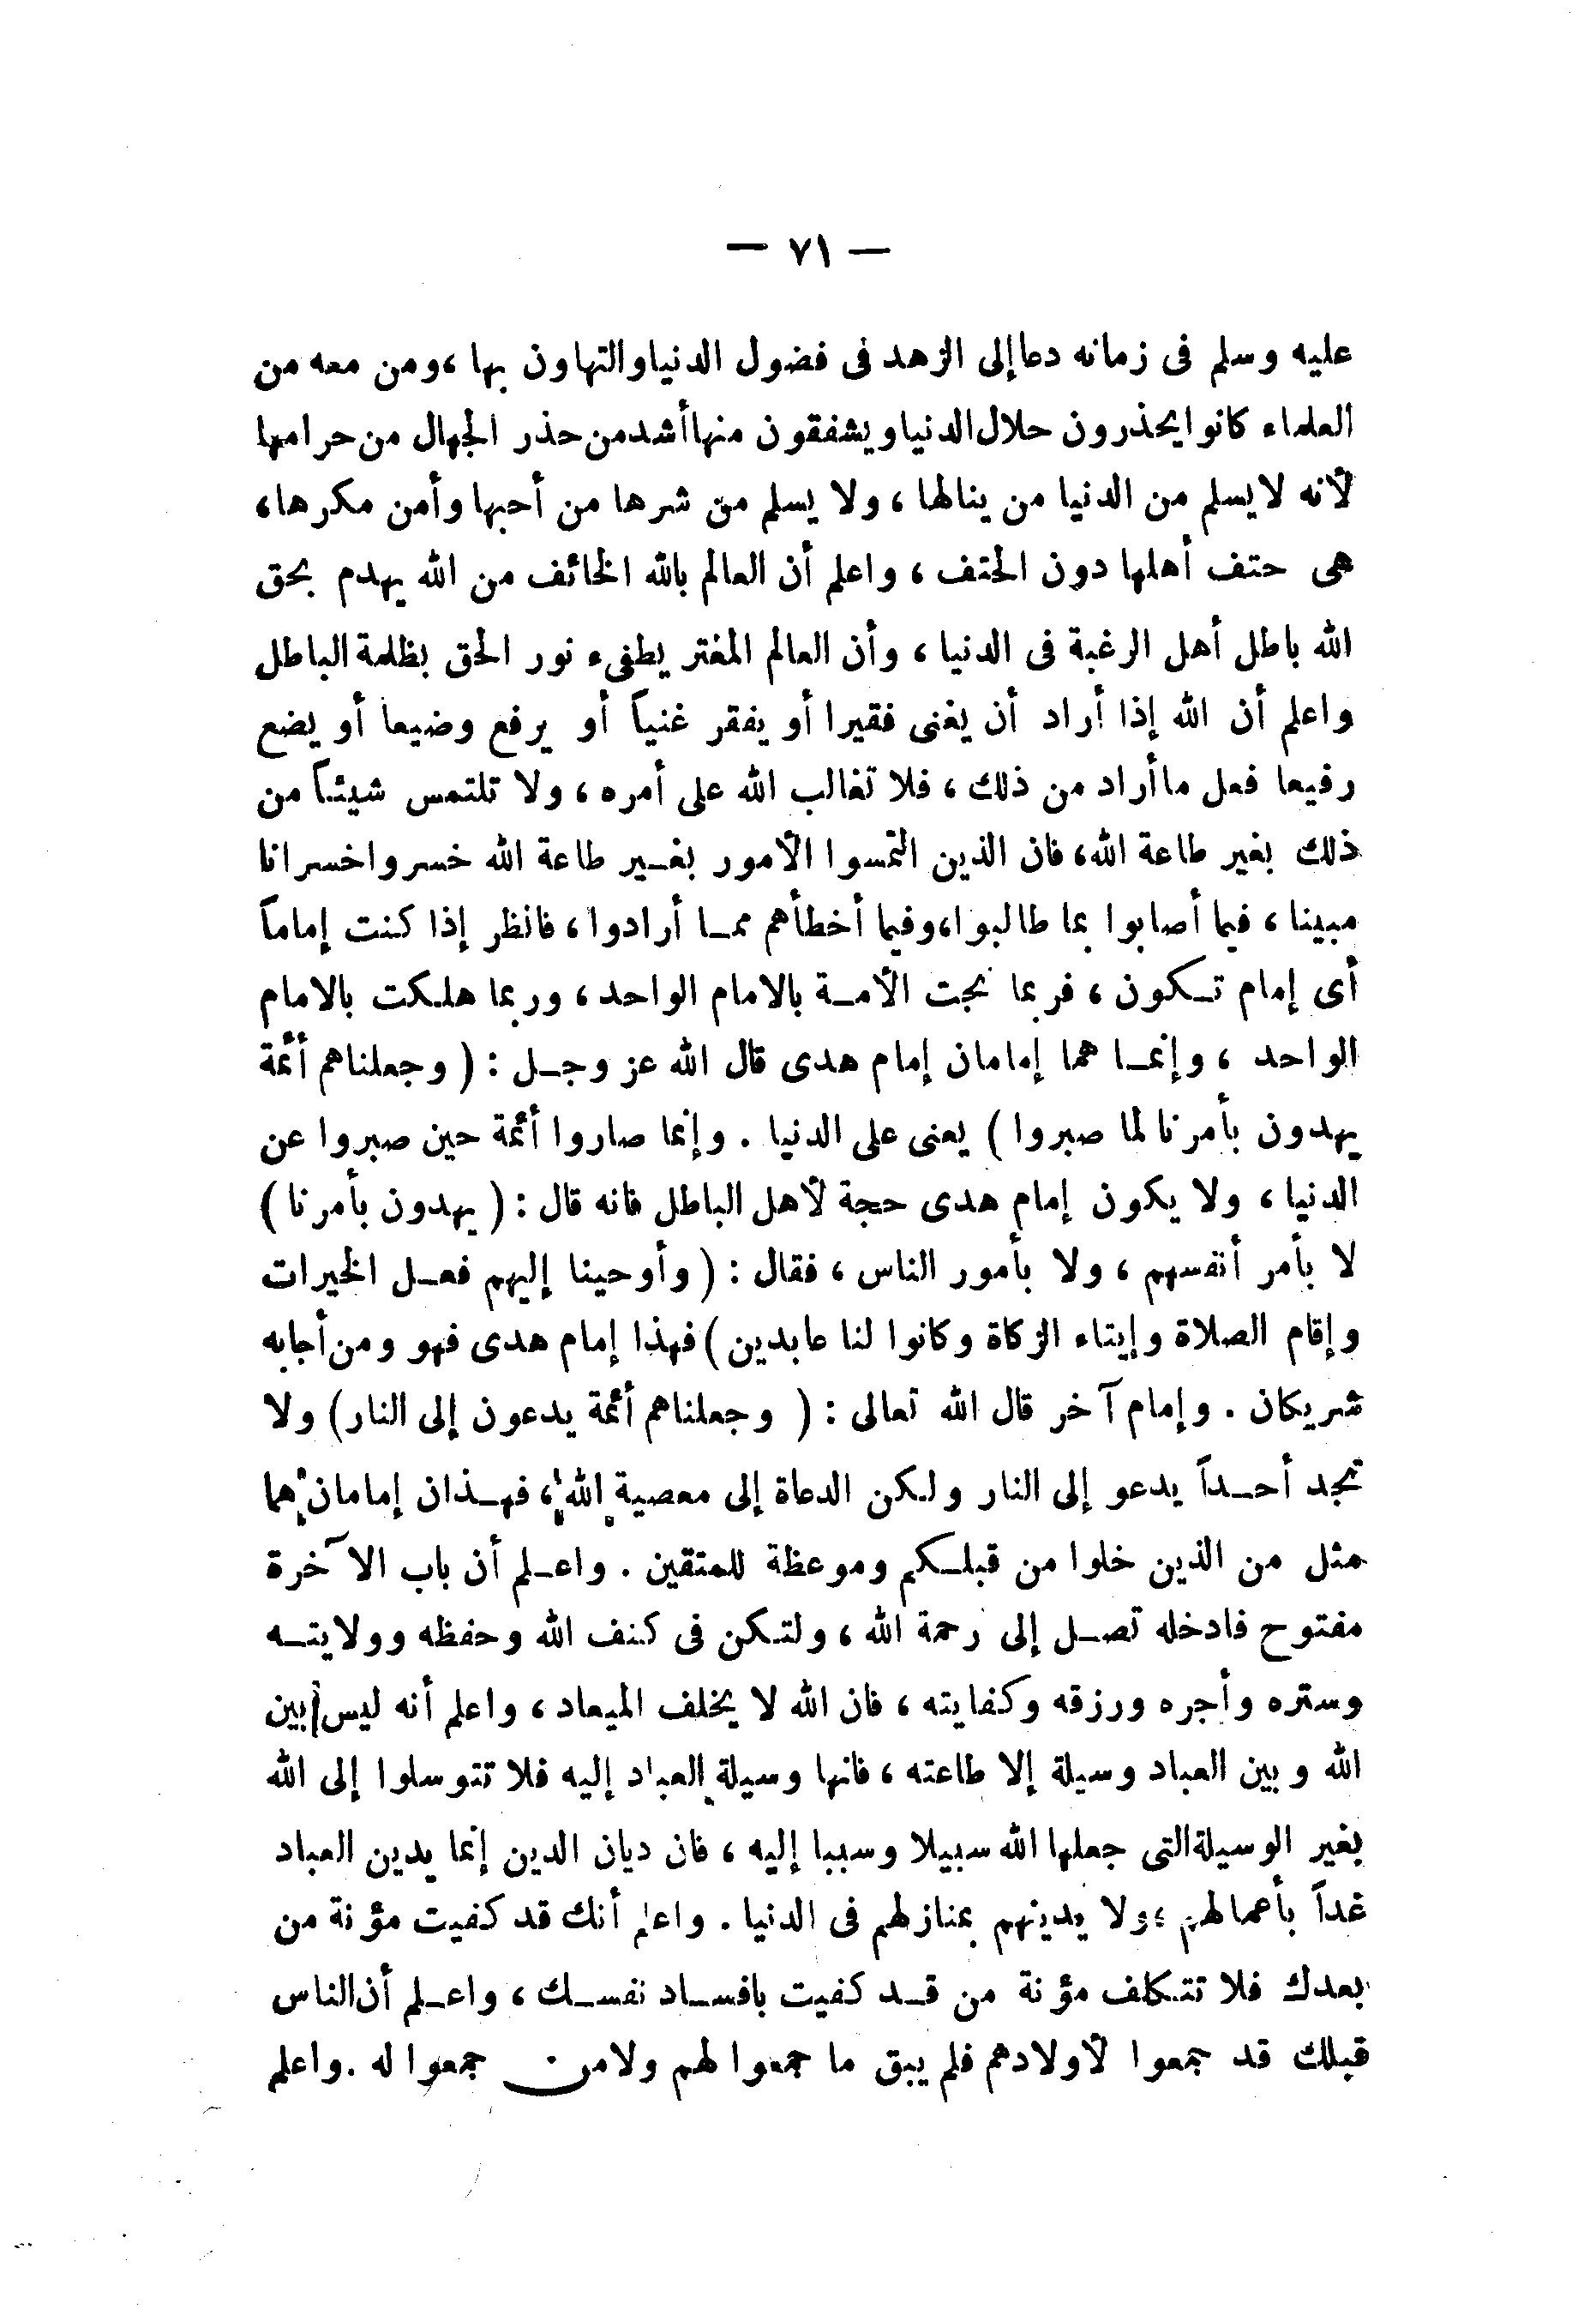 — ٧١ —
عليه وسلم فى زمانه دعا إلى الزهد فى فضول الدنيا والتهاون بها ، ومن معه من
العلماء كانوا يحذرون حلال الدنيا ويشفقون منها أشد من حذر الجهال من حرامها
لأنه لا يسلم من الدنيا من ينالها ، ولا يسلم من شرها من أحبها وأمن مكرها ،
هى حتف أهلها دون الحتف ، واعلم أن العالم بالله الخائف من الله يهدم بحق
الله باطل أهل الرغبة فى الدنيا ، وأن العالم المغتر يطفىء نور الحق بظلمة الباطل
واعلم أن الله إذا أراد أن يغنى فقيرا أو يفقر غنياً أو يرفع وضيعا أو يضع
رفيعا فعل ما أراد من ذلك ، فلا تغالب الله على أمره ، ولا تلتمس شيئاً من
ذلك بغير طاعة الله ، فان الذين التمسوا الأمور بغير طاعة الله خسروا خسرانا
مبينا ، فيما أصابوا بما طالبوا ، وفيما أخطأهم مما أرادوا ، فانظر إذا كنت إماماً
أى إمام تكون ، فربما نجت الأمة بالامام الواحد ، وربما هلكت بالامام
الواحد ، وإنما هما إمامان إمام هدى قال الله عز وجل : ( وجعلناهم أئمة
يهدون بأمرنا لما صبروا ) يعنى على الدنيا . وإنما صاروا أئمة حين صبروا عن
الدنيا ، ولا يكون إمام هدى حجة لأهل الباطل فانه قال : ( يهدون بأمرنا )
لا بأمر أنفسهم ، ولا بأمور الناس ، فقال : ( وأوحينا إليهم فعل الخيرات
وإقام الصلاة وإيتاء الزكاة وكانوا لنا عابدين ) فهذا إمام هدى فهو ومن أجابه
شريكان . وإمام آخر قال الله تعالى : ( وجعلناهم أئمة يدعون إلى النار ) ولا
تجد أحداً يدعو إلى النار ولكن الدعاة إلى معصية الله ، فهذان إمامان هما
مثل من الذين خلوا من قبلكم وموعظة للمتقين . واعلم أن باب الآخرة
مفتوح فادخله تصل إلى رحمة الله ، ولتكن فى كنف الله وحفظه وولايته
وستره وأجره ورزقه وكفايته ، فان الله لا يخلف الميعاد ، واعلم أنه ليس بين
الله وبين العباد وسيلة إلا طاعته ، فانها وسيلة العباد إليه فلا تتوسلوا إلى الله
بغير الوسيلة التى جعلها الله سبيلا وسببا إليه ، فان ديان الدين إنما يدين العباد
غداً بأعمالهم ، ولا يدينهم بمنازلهم فى الدنيا . واعلم أنك قد كفيت مؤنة من
بعدك فلا تتكلف مؤنة من قد كفيت بافساد نفسك ، واعلم أن الناس
قبلك قد جمعوا لأولادهم فلم يبق ما جمعوا لهم ولا من جمعوا له . واعلم